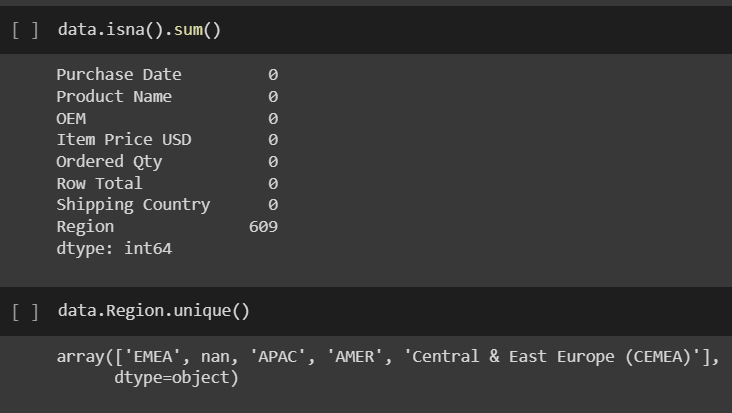 [ ] data.isna().sum()
Purchase Date 0
Product Name 0
OEM 0
Item Price USD 0
Ordered Qty 0
Row Total 0
Shipping Country 0
Region 609
dtype: int64
[ ] data.Region.unique()
array(['EMEA', nan, 'APAC', 'AMER', 'Central & East Europe (CEMEA)'],
dtype=object)